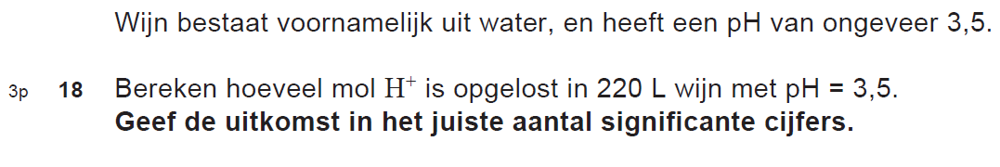 Wijn bestaat voornamelijk uit water, en heeft een pH van ongeveer 3,5.
3p 18 Bereken hoeveel mol H⁺ is opgelost in 220 L wijn met pH = 3,5.
Geef de uitkomst in het juiste aantal significante cijfers.